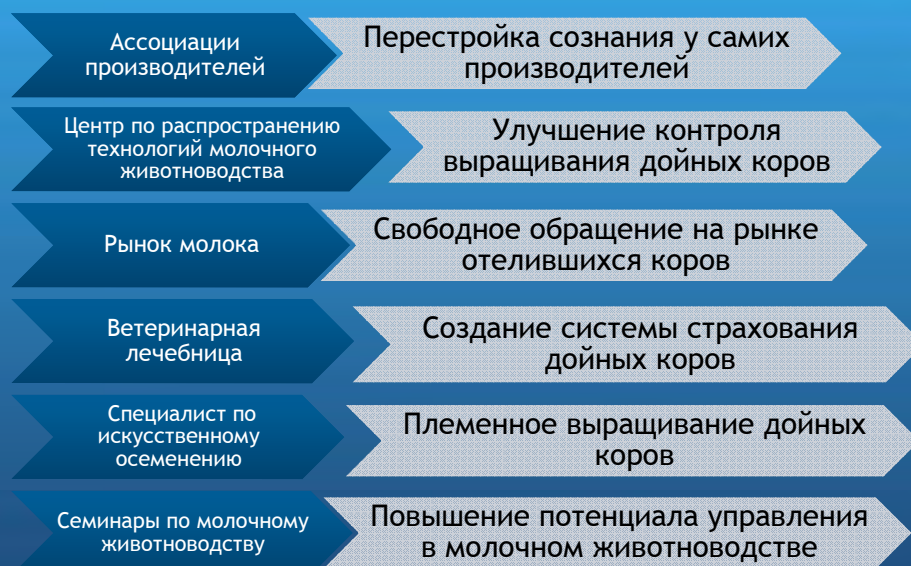 Ассоциации
производителей
Перестройка сознания у самих
производителей
Центр по распространению
технологий молочного
животноводства
Улучшение контроля
выращивания дойных коров
Рынок молока
Свободное обращение на рынке
отелившихся коров
Ветеринарная
лечебница
Создание системы страхования
дойных коров
Специалист по
искусственному
осеменению
Племенное выращивание дойных
коров
Семинары по молочному
животноводству
Повышение потенциала управления
в молочном животноводстве